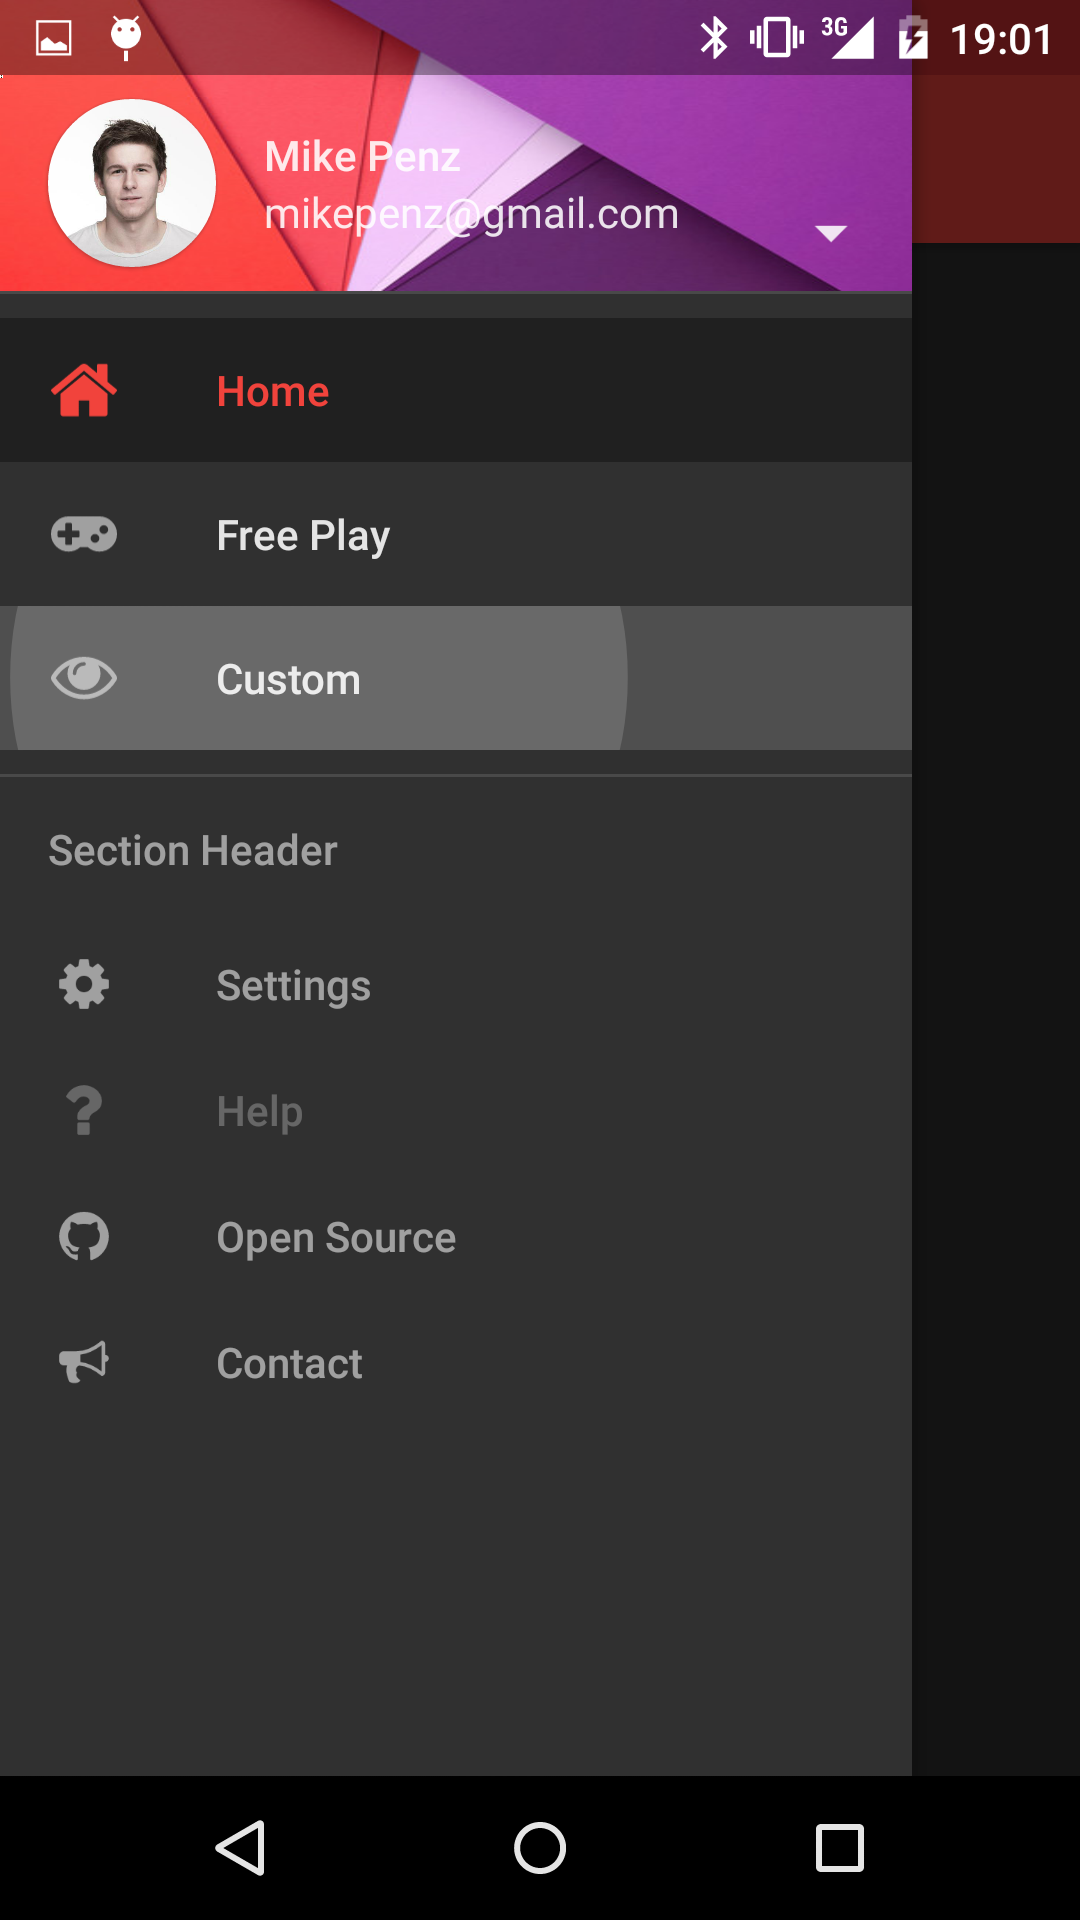 3G 19:01
Mike Penz
mikepenz@gmail.com
Home
Free Play
Custom
Section Header
Settings
Help
Open Source
Contact